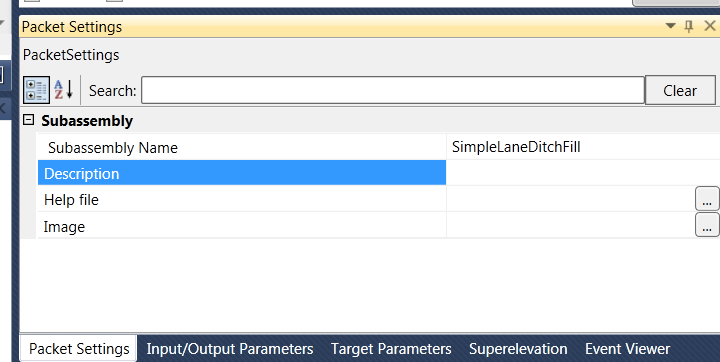 Packet Settings
PacketSettings
A Z Search: Clear
Subassembly
Subassembly Name SimpleLaneDitchFill
Description
Help file ...
Image ...
Packet Settings Input/Output Parameters Target Parameters Superelevation Event Viewer